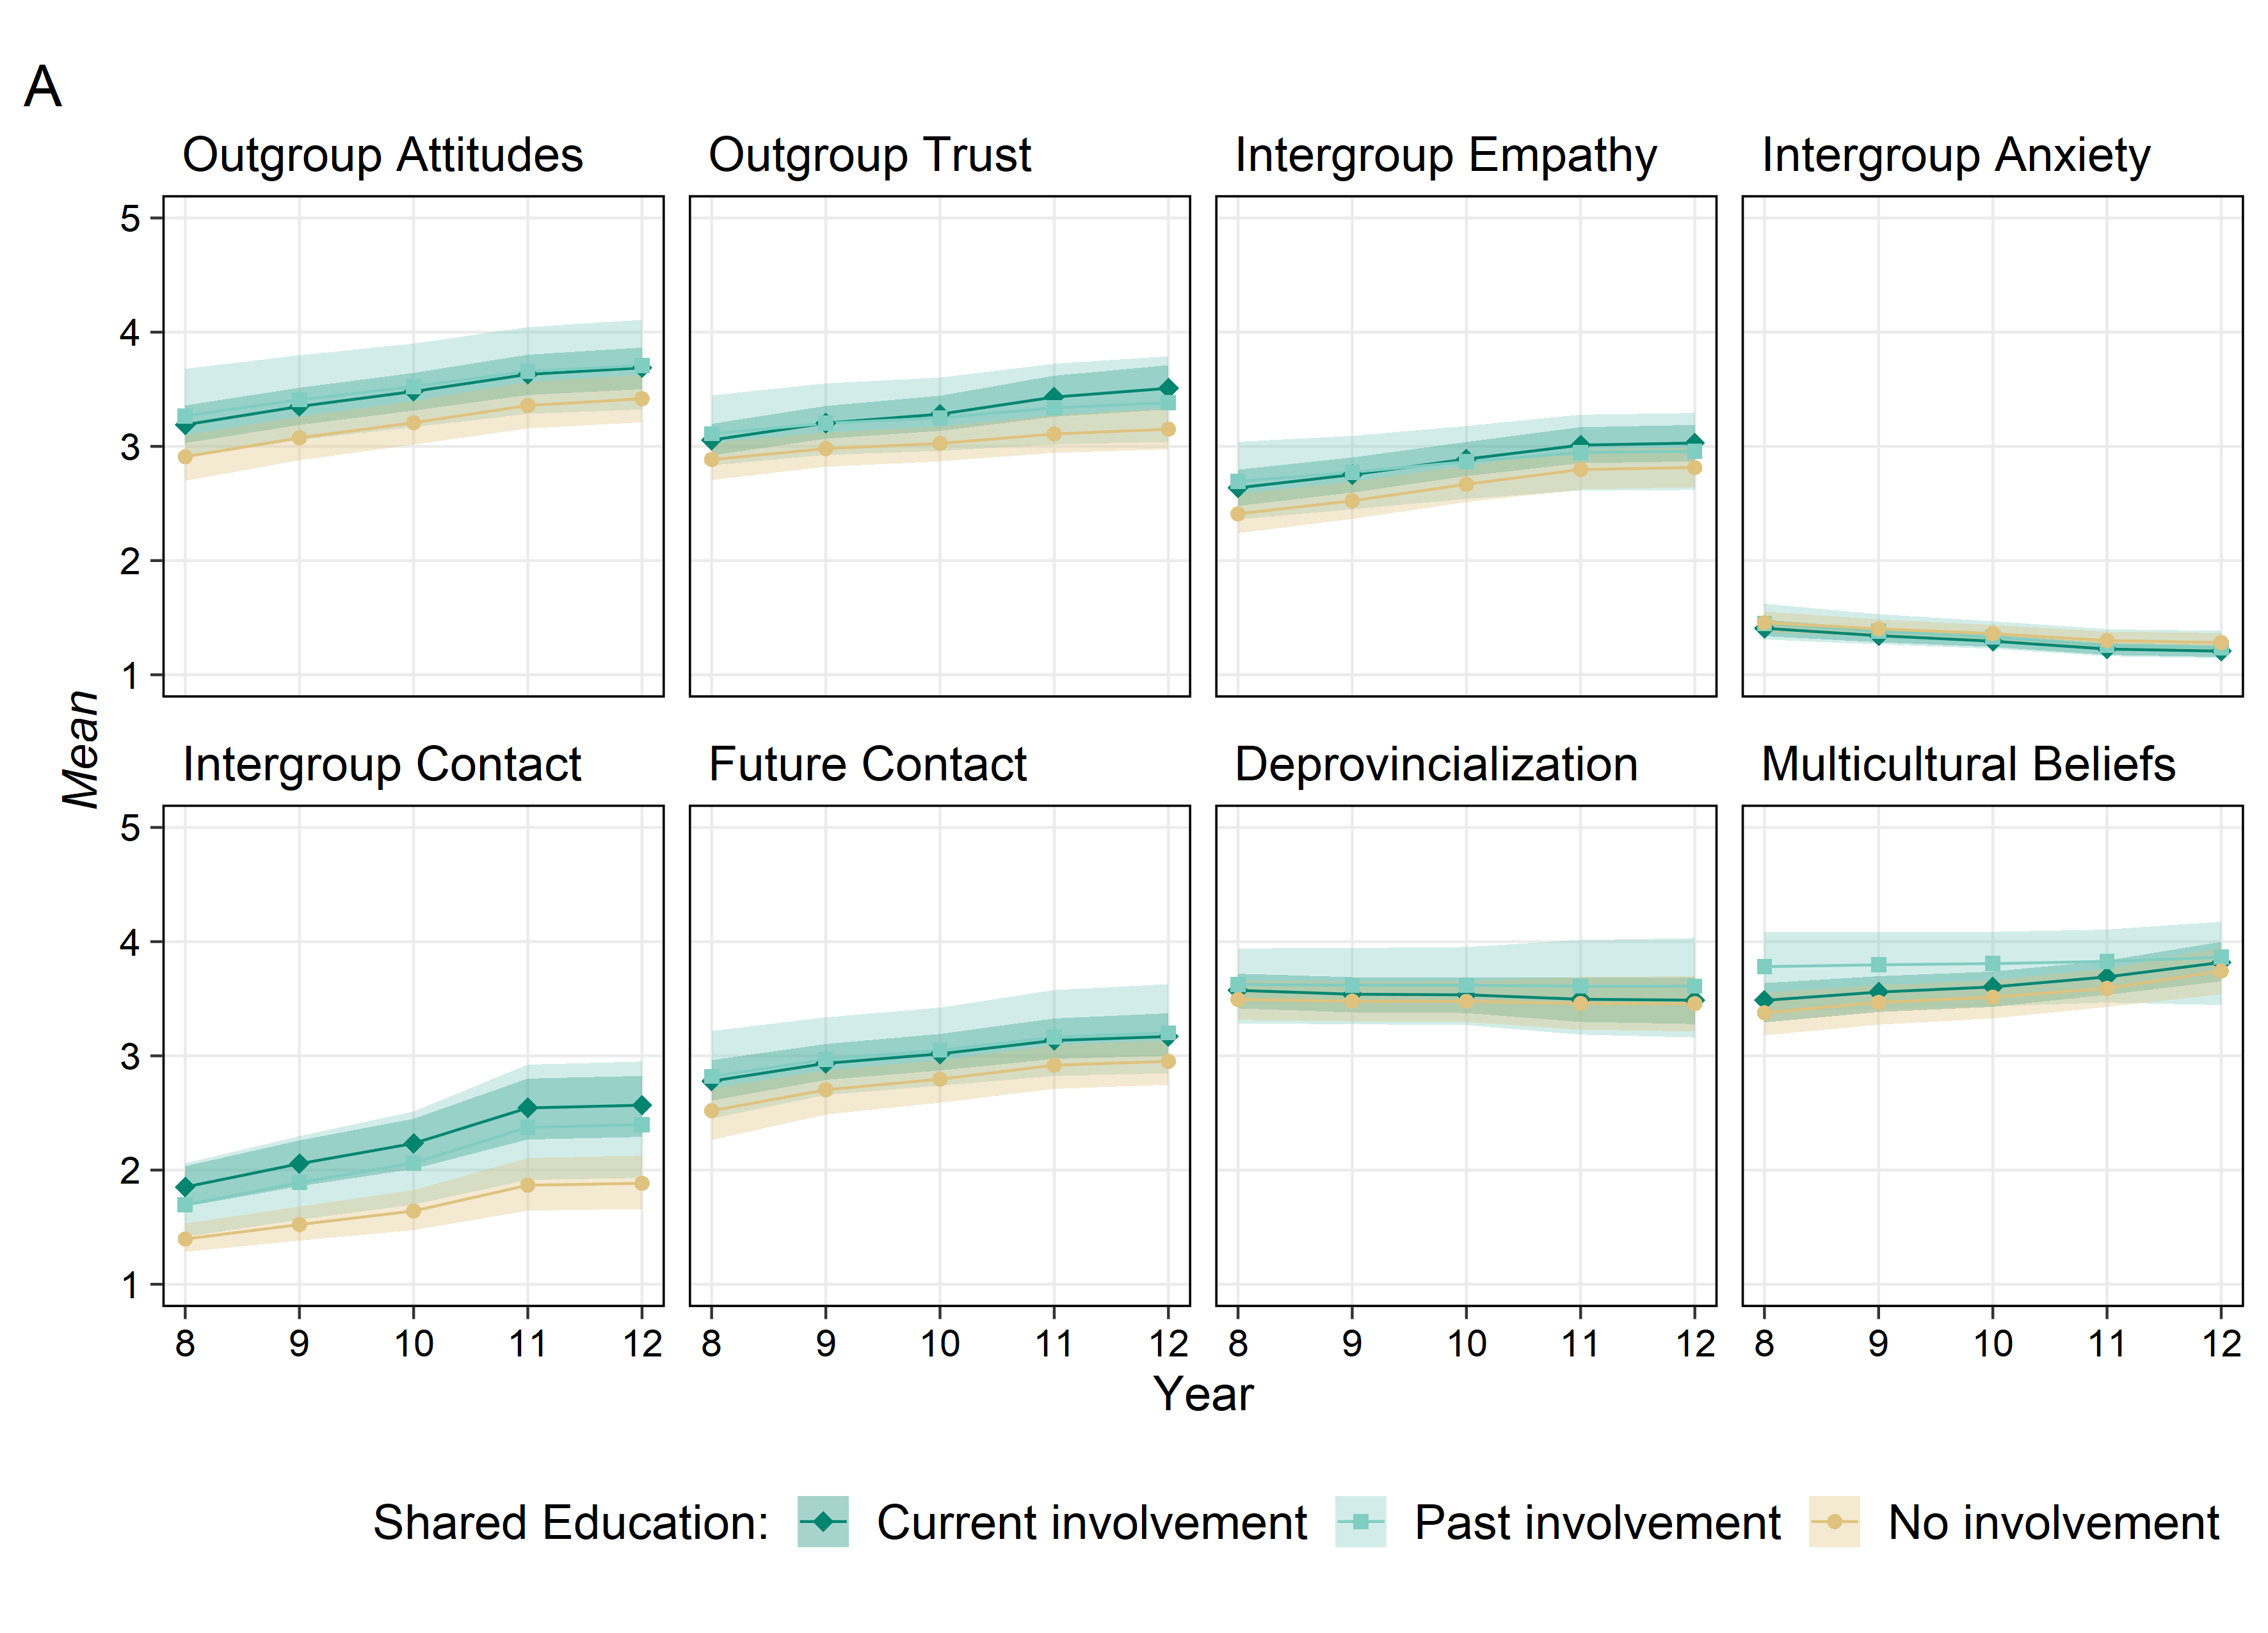 A
Outgroup Attitudes
Outgroup Trust
Intergroup Empathy
Intergroup Anxiety
5
4
3
2
1
Mean
Intergroup Contact
Future Contact
Deprovincialization
Multicultural Beliefs
5
4
3
2
1
8 9 10 11 12
8 9 10 11 12
8 9 10 11 12
8 9 10 11 12
Year
Shared Education: Current involvement Past involvement No involvement